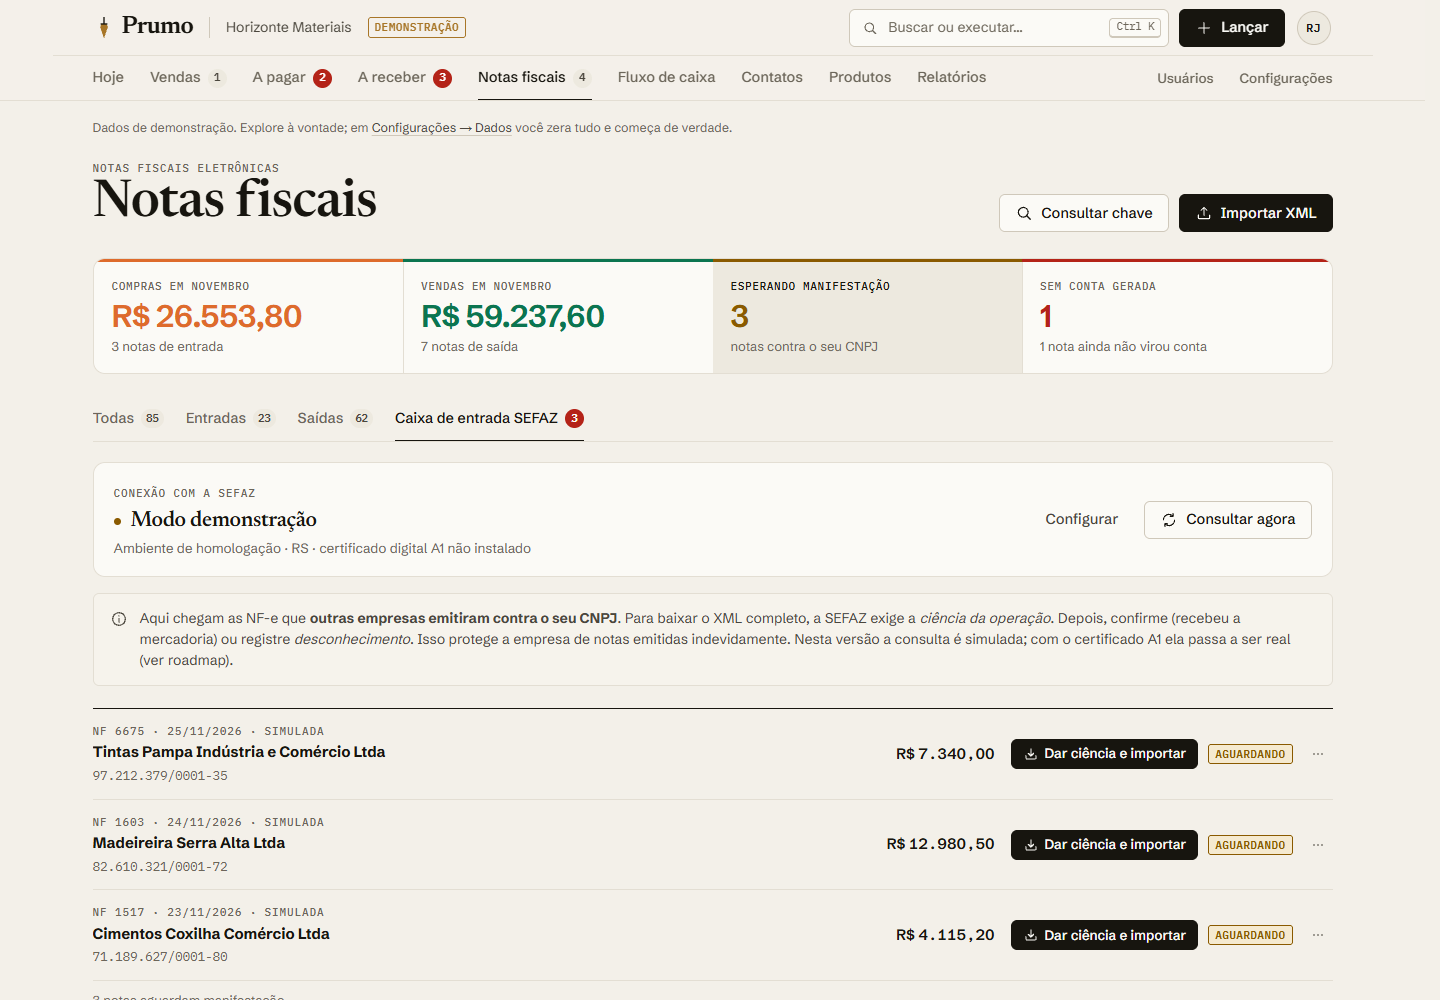 Prumo
Horizonte Materiais
DEMONSTRAÇÃO
Buscar ou executar...
Ctrl K
Lançar
RJ
Hoje
Vendas 1
A pagar 2
A receber 3
Notas fiscais 4
Fluxo de caixa
Contatos
Produtos
Relatórios
Usuários
Configurações
Dados de demonstração. Explore à vontade; em Configurações → Dados você zera tudo e começa de verdade.
NOTAS FISCAIS ELETRÔNICAS
Notas fiscais
Consultar chave
Importar XML
COMPRAS EM NOVEMBRO
R$ 26.553,80
3 notas de entrada
VENDAS EM NOVEMBRO
R$ 59.237,60
7 notas de saída
ESPERANDO MANIFESTAÇÃO
3
notas contra o seu CNPJ
SEM CONTA GERADA
1
1 nota ainda não virou conta
Todas 85
Entradas 23
Saídas 62
Caixa de entrada SEFAZ 3
CONEXÃO COM A SEFAZ
Modo demonstração
Ambiente de homologação · RS · certificado digital A1 não instalado
Configurar
Consultar agora
Aqui chegam as NF-e que outras empresas emitiram contra o seu CNPJ. Para baixar o XML completo, a SEFAZ exige a ciência da operação. Depois, confirme (recebeu a
mercadoria) ou registre desconhecimento. Isso protege a empresa de notas emitidas indevidamente. Nesta versão a consulta é simulada; com o certificado A1 ela passa a ser real
(ver roadmap).
NF 6675 · 25/11/2026 · SIMULADA
Tintas Pampa Indústria e Comércio Ltda
97.212.379/0001-35
R$ 7.340,00
Dar ciência e importar
AGUARDANDO
NF 1603 · 24/11/2026 · SIMULADA
Madeireira Serra Alta Ltda
82.610.321/0001-72
R$ 12.980,50
Dar ciência e importar
AGUARDANDO
NF 1517 · 23/11/2026 · SIMULADA
Cimentos Coxilha Comércio Ltda
71.189.627/0001-80
R$ 4.115,20
Dar ciência e importar
AGUARDANDO
3 notas aguardam manifestação